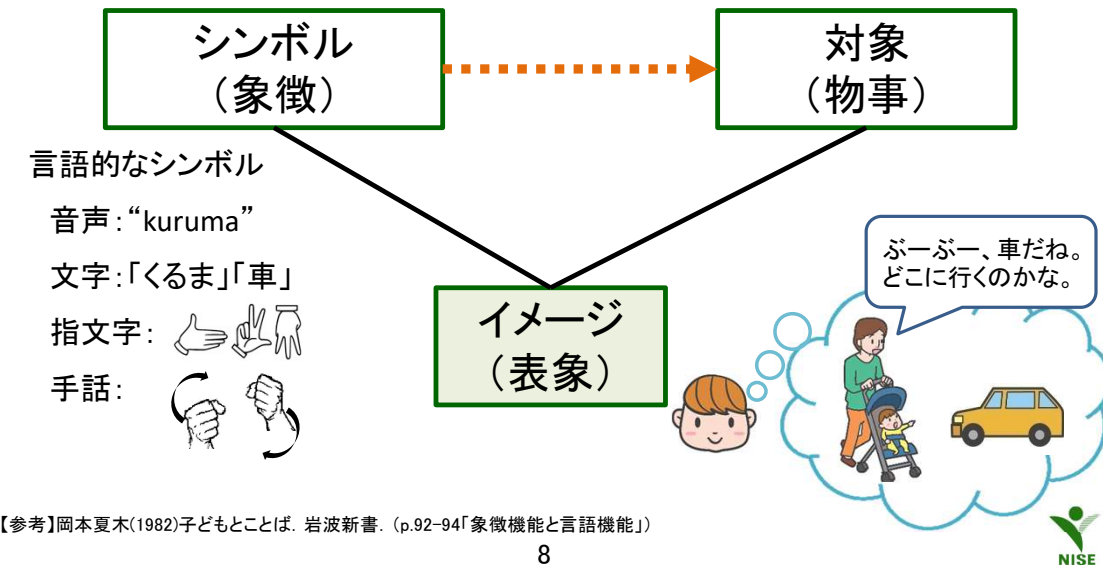 シンボル
（象徴）
対象
（物事）
言語的なシンボル
音声：“kuruma”
文字：「くるま」「車」
指文字：
手話：
イメージ
（表象）
ぶーぶー、車だね。
どこに行くのかな。
【参考】岡本夏木(1982)子どもとことば．岩波新書．（p.92-94「象徴機能と言語機能」）
8
NISE